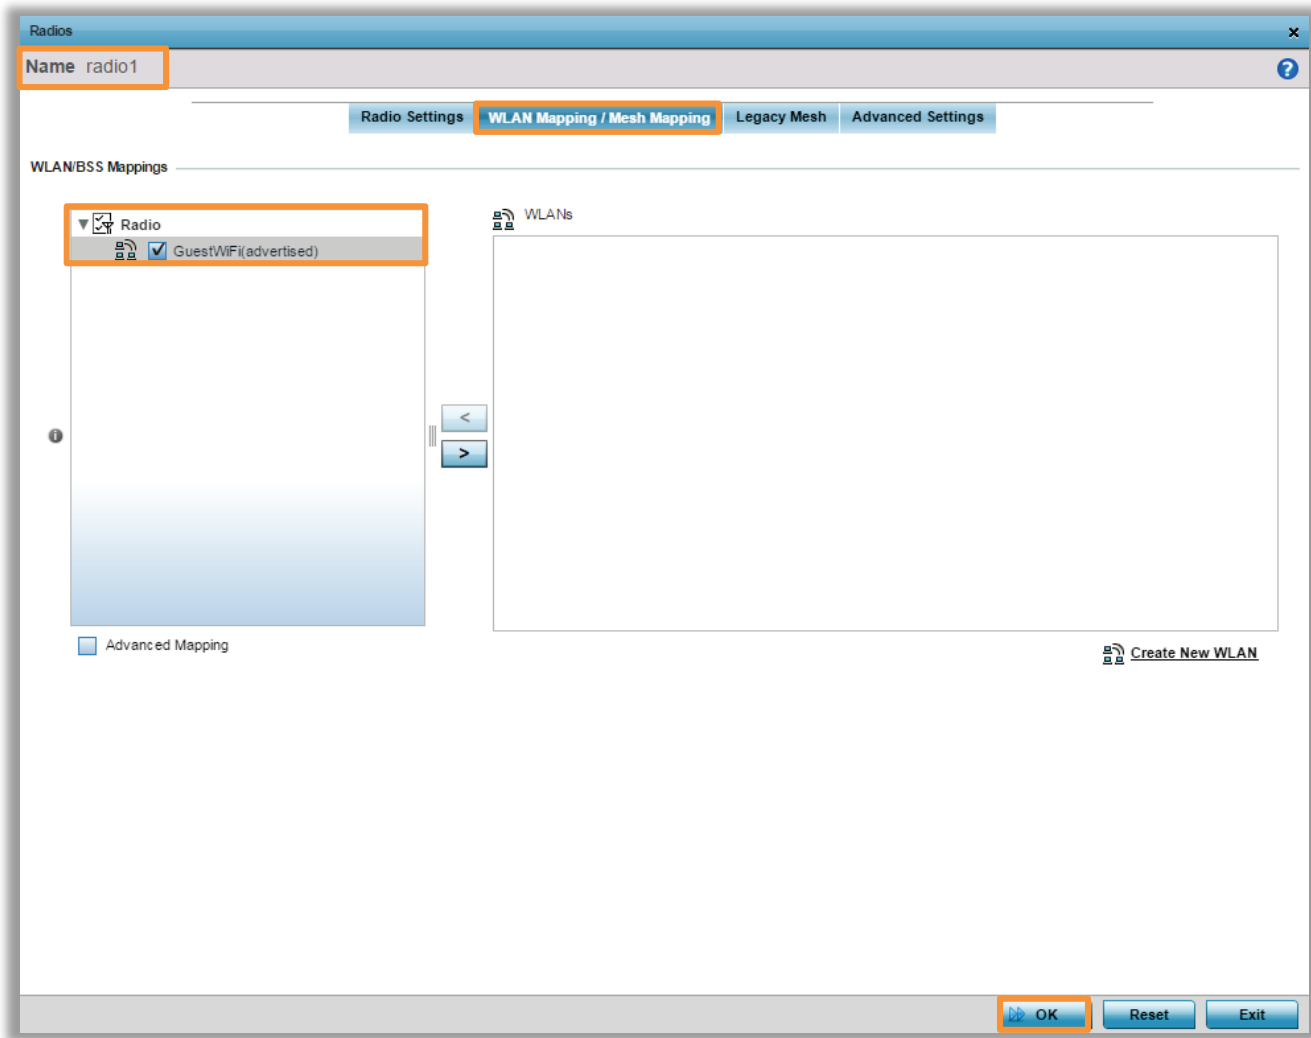 Radios
Name radio1
Radio Settings WLAN Mapping / Mesh Mapping Legacy Mesh Advanced Settings
WLAN/BSS Mappings
Radio
GuestWiFi(advertised)
WLANs
<
>
Advanced Mapping
Create New WLAN
OK Reset Exit